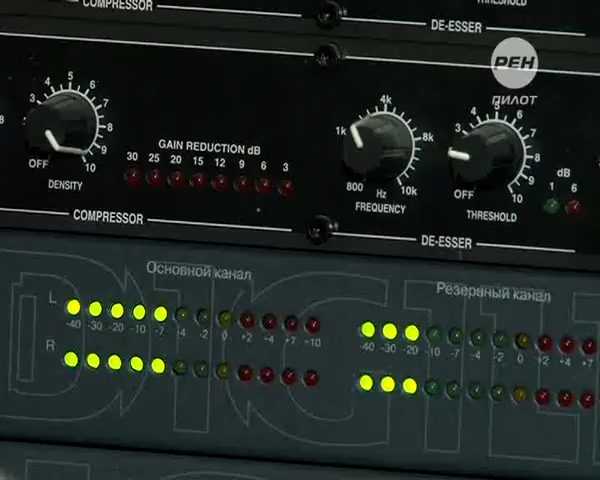 COMPRESSOR
THRESHOLD
DE-ESSER
РЕН
ПИЛОТ
3 4 5 6 7 8 9 10
OFF
DENSITY
GAIN REDUCTION dB
30 25 20 15 12 9 6 3
1k 4k 8k
800 Hz 10k
FREQUENCY
3 4 5 6 7 8 9 10
OFF
THRESHOLD
dB
1 6
COMPRESSOR
DE-ESSER
Основной канал
Резервный канал
L
-40 -30 -20 -10 -7 -4 -2 0 +2 +4 +7 +10
-40 -30 -20 -10 -7 -4 -2 0 +2 +4 +7
R